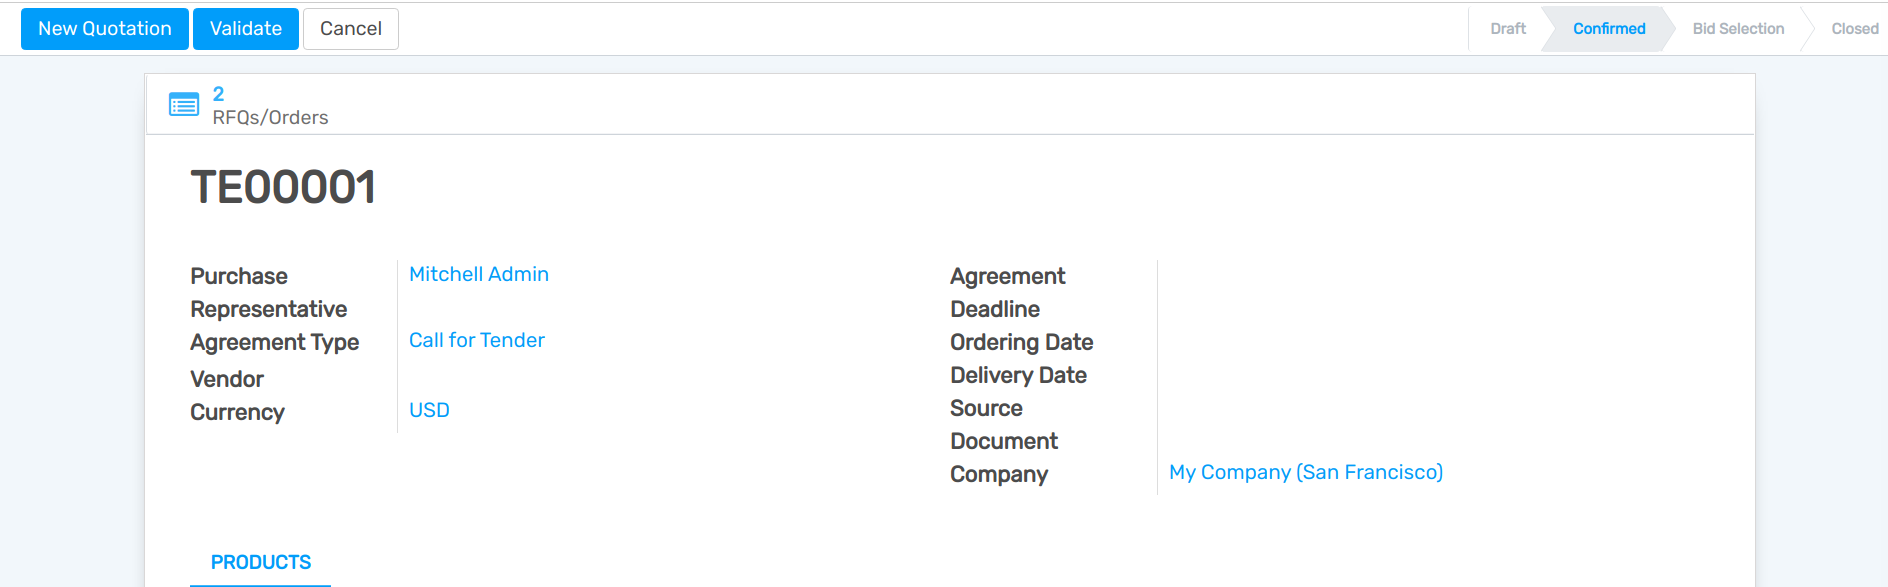 New Quotation Validate Cancel Draft Confirmed Bid Selection Closed
2
RFQs/Orders
TE00001
Purchase Representative Mitchell Admin
Agreement Type Call for Tender
Vendor
Currency USD
Agreement Deadline
Ordering Date
Delivery Date
Source Document
Company My Company (San Francisco)
PRODUCTS